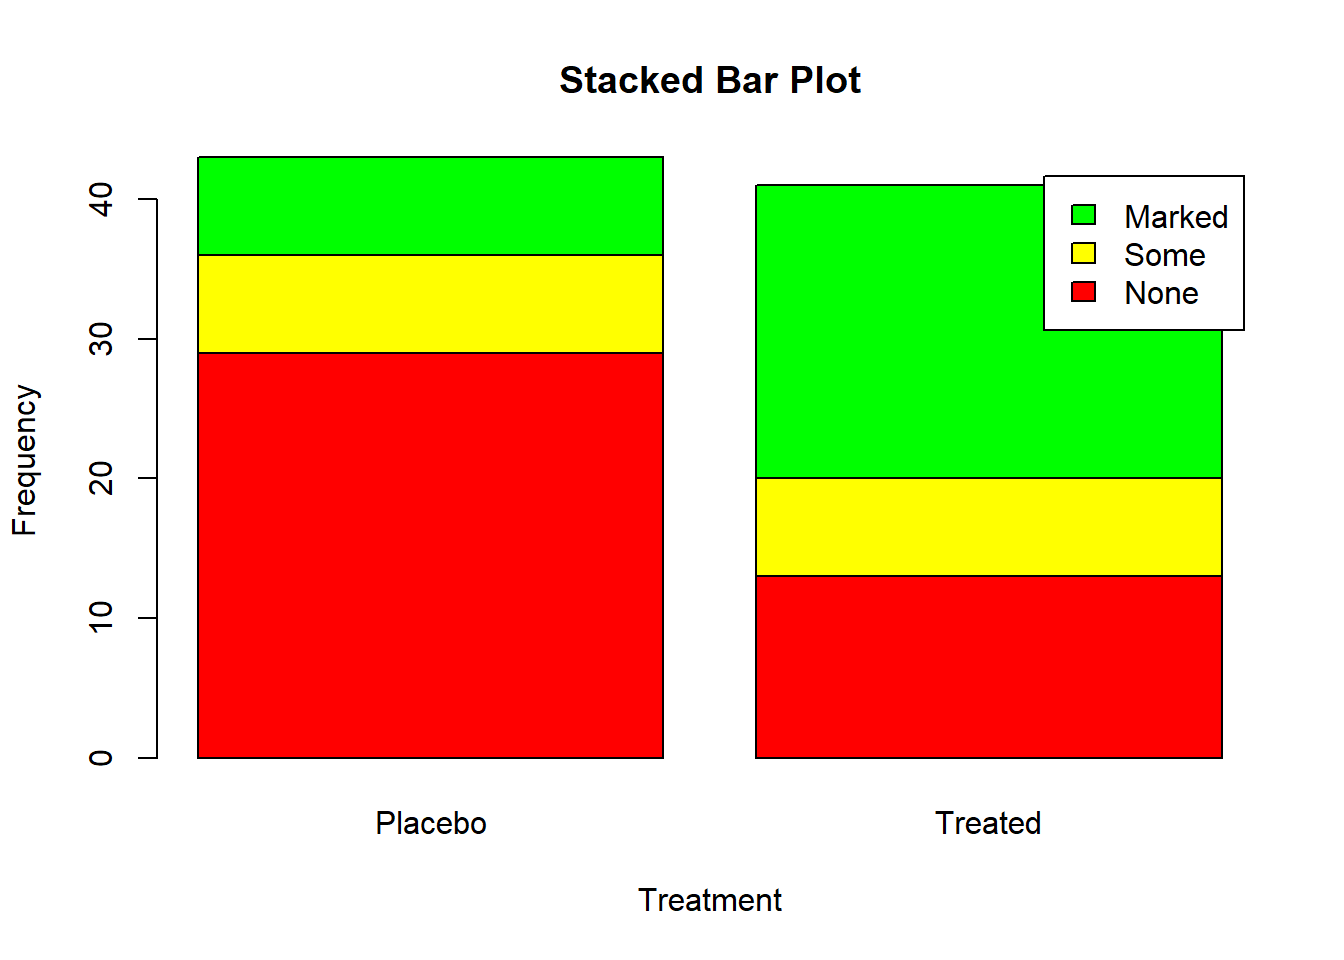 Stacked Bar Plot
Frequency
40
30
20
10
0
Marked
Some
None
Placebo
Treated
Treatment